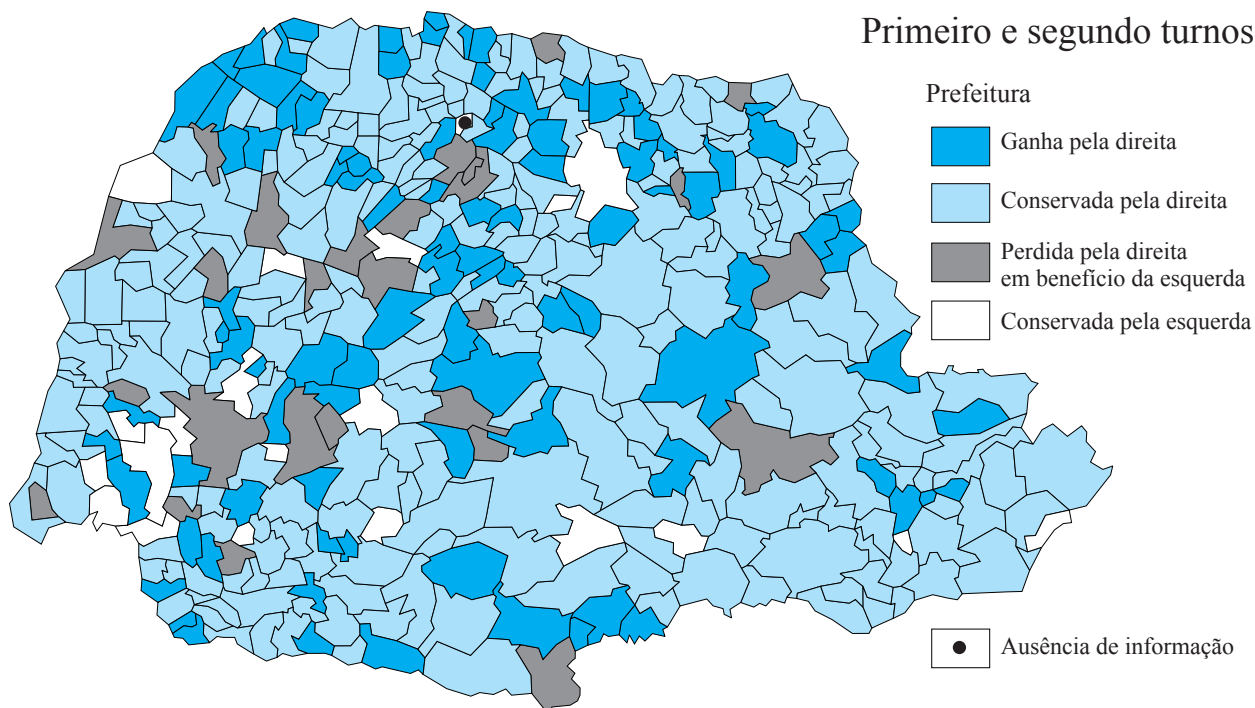 Primeiro e segundo turnos
Prefeitura
Ganha pela direita
Conservada pela direita
Perdida pela direita
em benefício da esquerda
Conservada pela esquerda
Ausência de informação